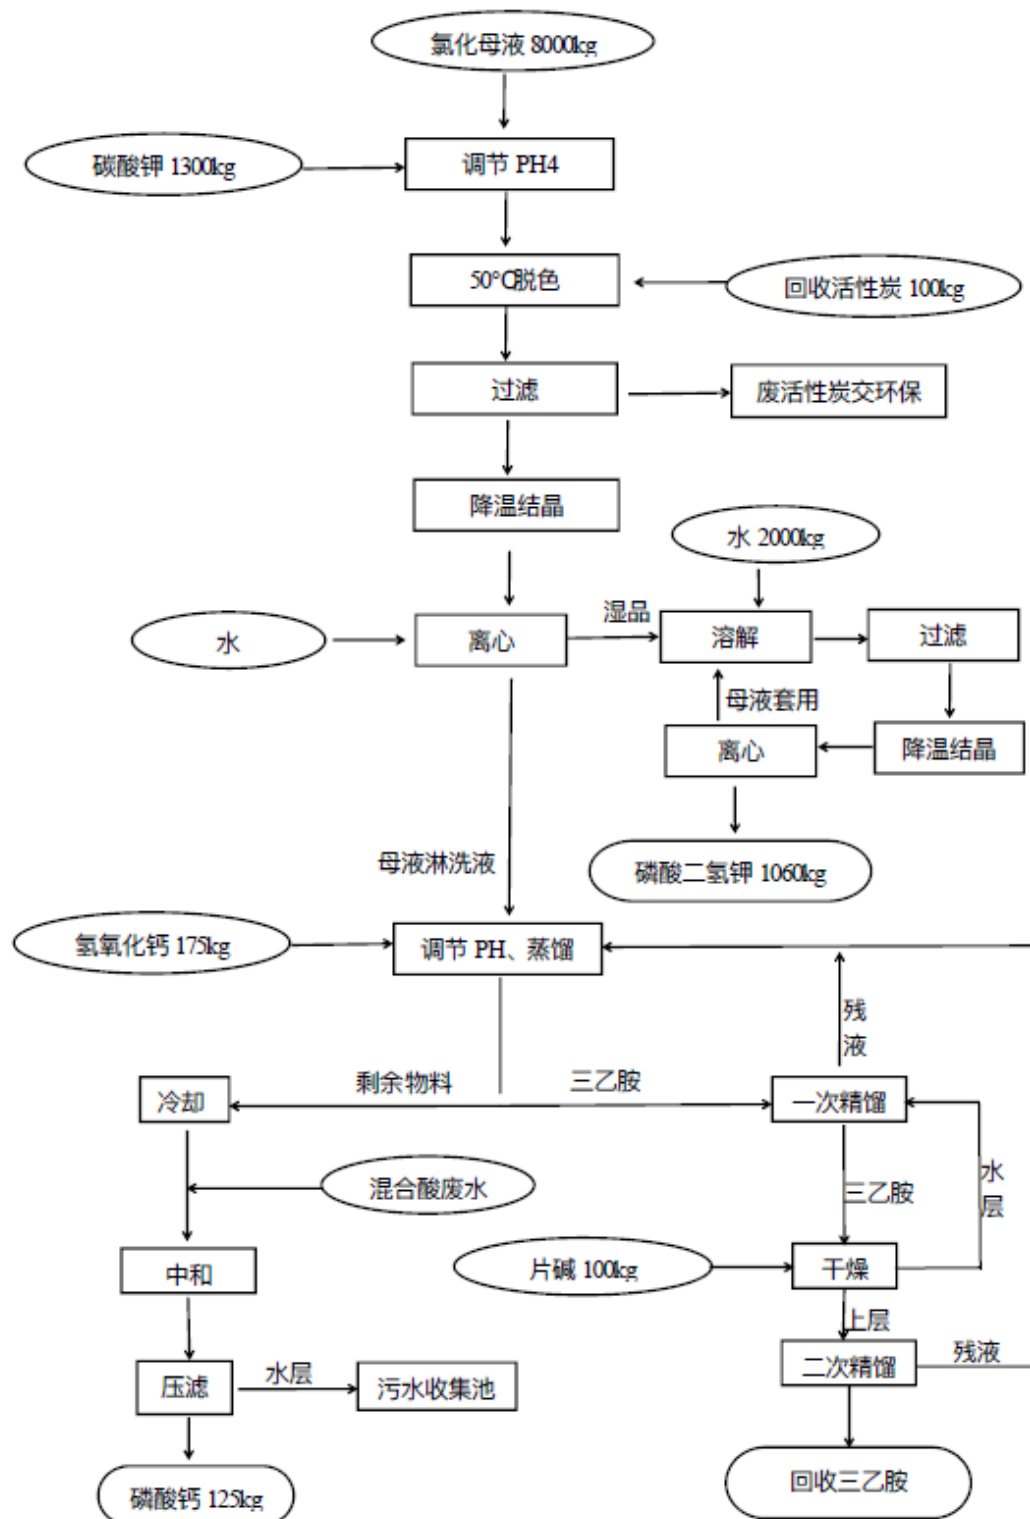 氯化母液 8000kg
碳酸钾 1300kg
调节 PH4
50°C脱色
回收活性炭 100kg
过滤
废活性炭交环保
降温结晶
水 2000kg
水
离心
湿品
溶解
过滤
母液套用
离心
降温结晶
母液淋洗液
磷酸二氢钾 1060kg
氢氧化钙 175kg
调节 PH、蒸馏
残
液
剩余物料
三乙胺
冷却
一次精馏
混合酸废水
三乙胺
水
层
中和
片碱 100kg
干燥
上层
压滤
水层
污水收集池
二次精馏
残液
磷酸钙 125kg
回收三乙胺